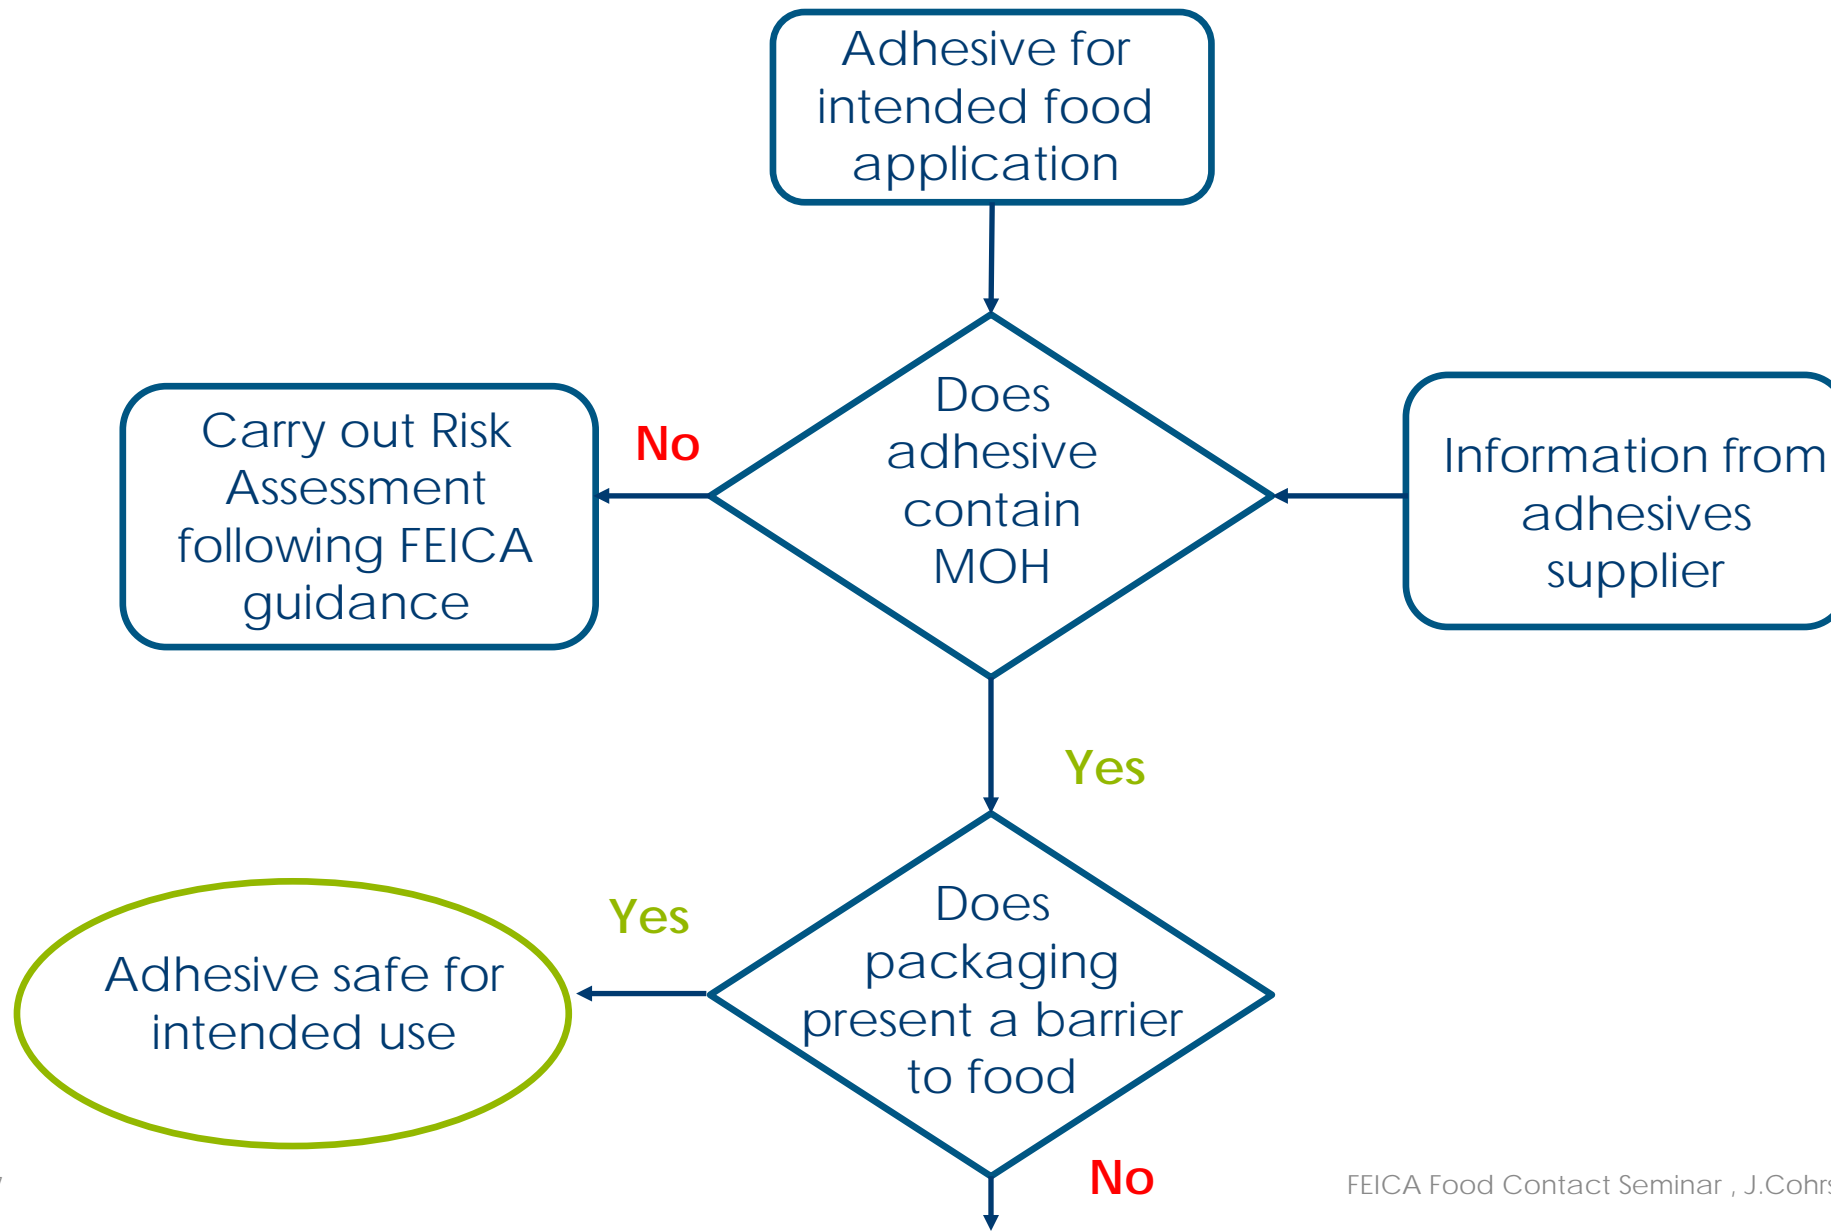 Adhesive for
intended food
application
Does
adhesive
contain
MOH
No
Carry out Risk
Assessment
following FEICA
guidance
Information from
adhesives
supplier
Yes
Does
packaging
present a barrier
to food
Yes
Adhesive safe for
intended use
No
FEICA Food Contact Seminar , J.Cohrs